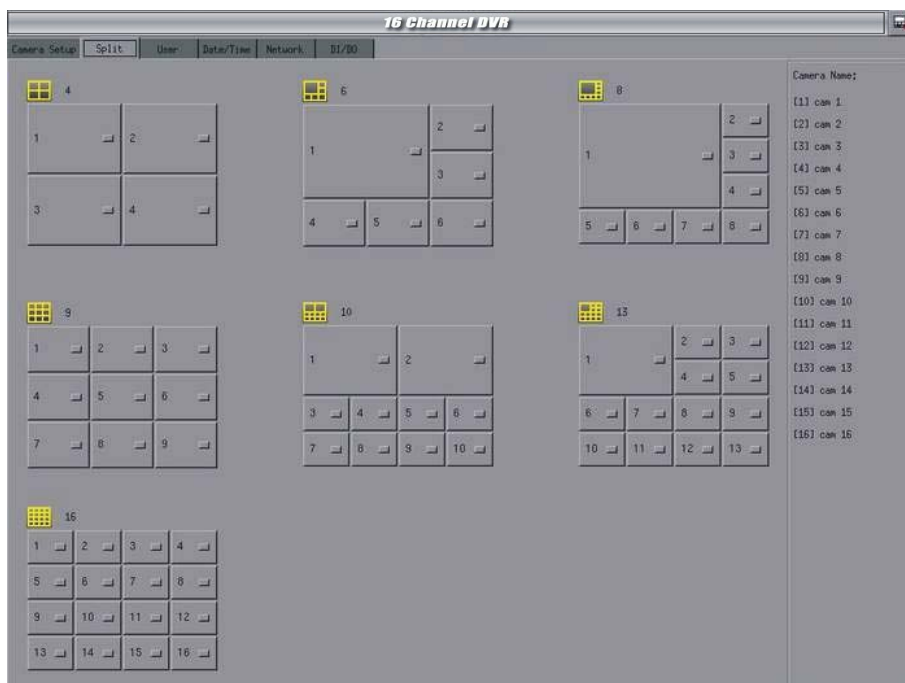 16 Channel DVR
Camera Setup Split User Date/Time Network DI/DO
4
1 2
3 4
6
1 2
3
4 5 6
8
1 2
3
4
5 6 7 8
9
1 2 3
4 5 6
7 8 9
10
1 2
3 4 5 6
7 8 9 10
13
1 2 3
4 5
6 7 8 9
10 11 12 13
16
1 2 3 4
5 6 7 8
9 10 11 12
13 14 15 16
Camera Name:
[1] cam 1
[2] cam 2
[3] cam 3
[4] cam 4
[5] cam 5
[6] cam 6
[7] cam 7
[8] cam 8
[9] cam 9
[10] cam 10
[11] cam 11
[12] cam 12
[13] cam 13
[14] cam 14
[15] cam 15
[16] cam 16